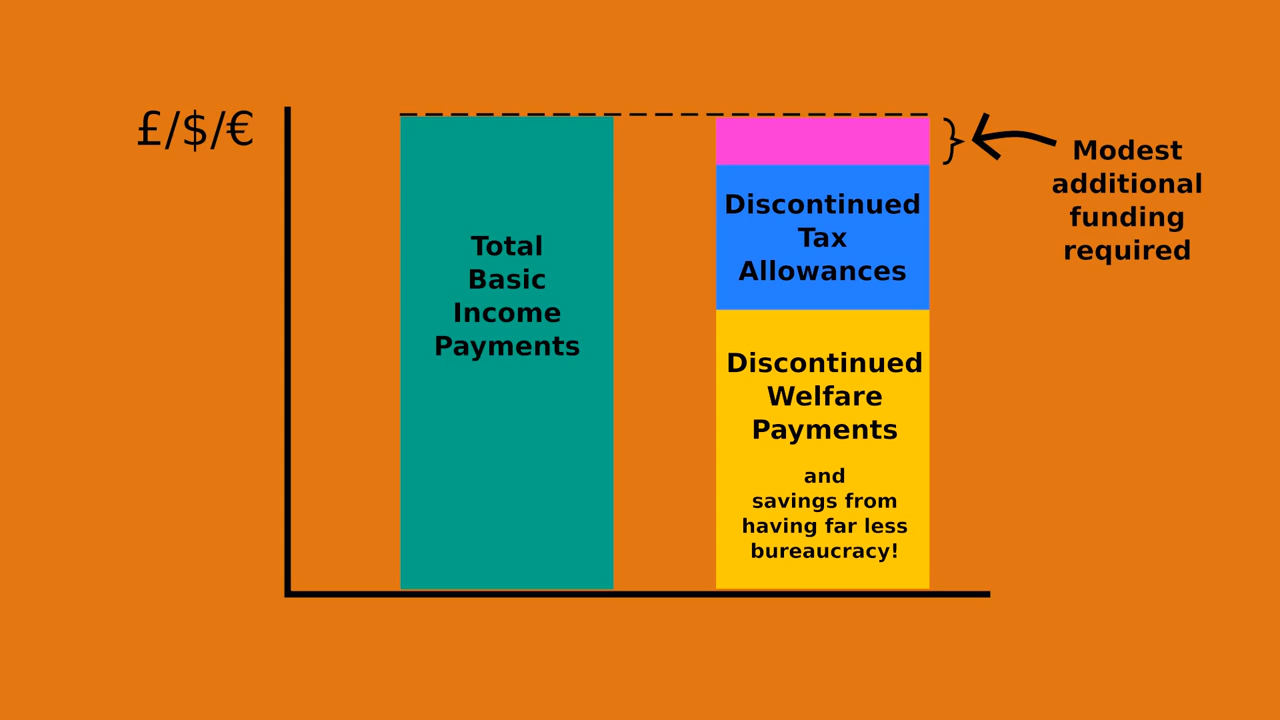 £/$/€
Total
Basic
Income
Payments
Discontinued
Tax
Allowances
Discontinued
Welfare
Payments
and
savings from
having far less
bureaucracy!
Modest
additional
funding
required